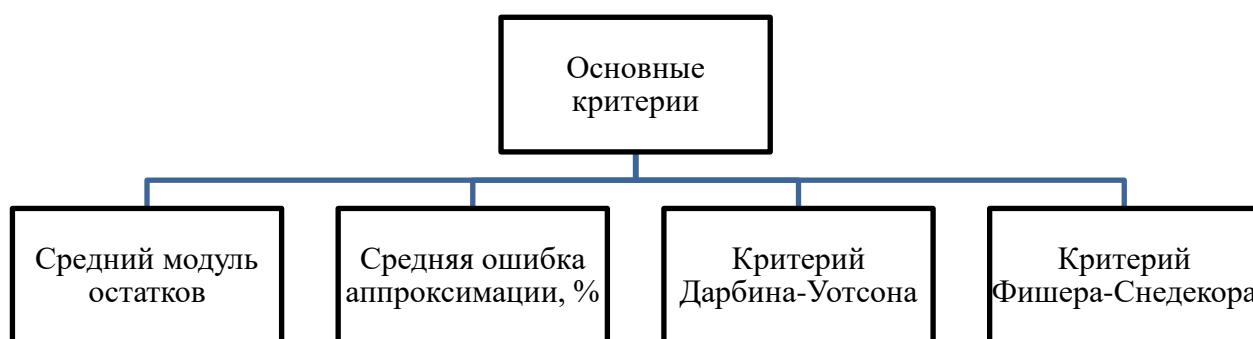 Основные
критерии
Средний модуль
остатков
Средняя ошибка
аппроксимации, %
Критерий
Дарбина-Уотсона
Критерий
Фишера-Снедекора